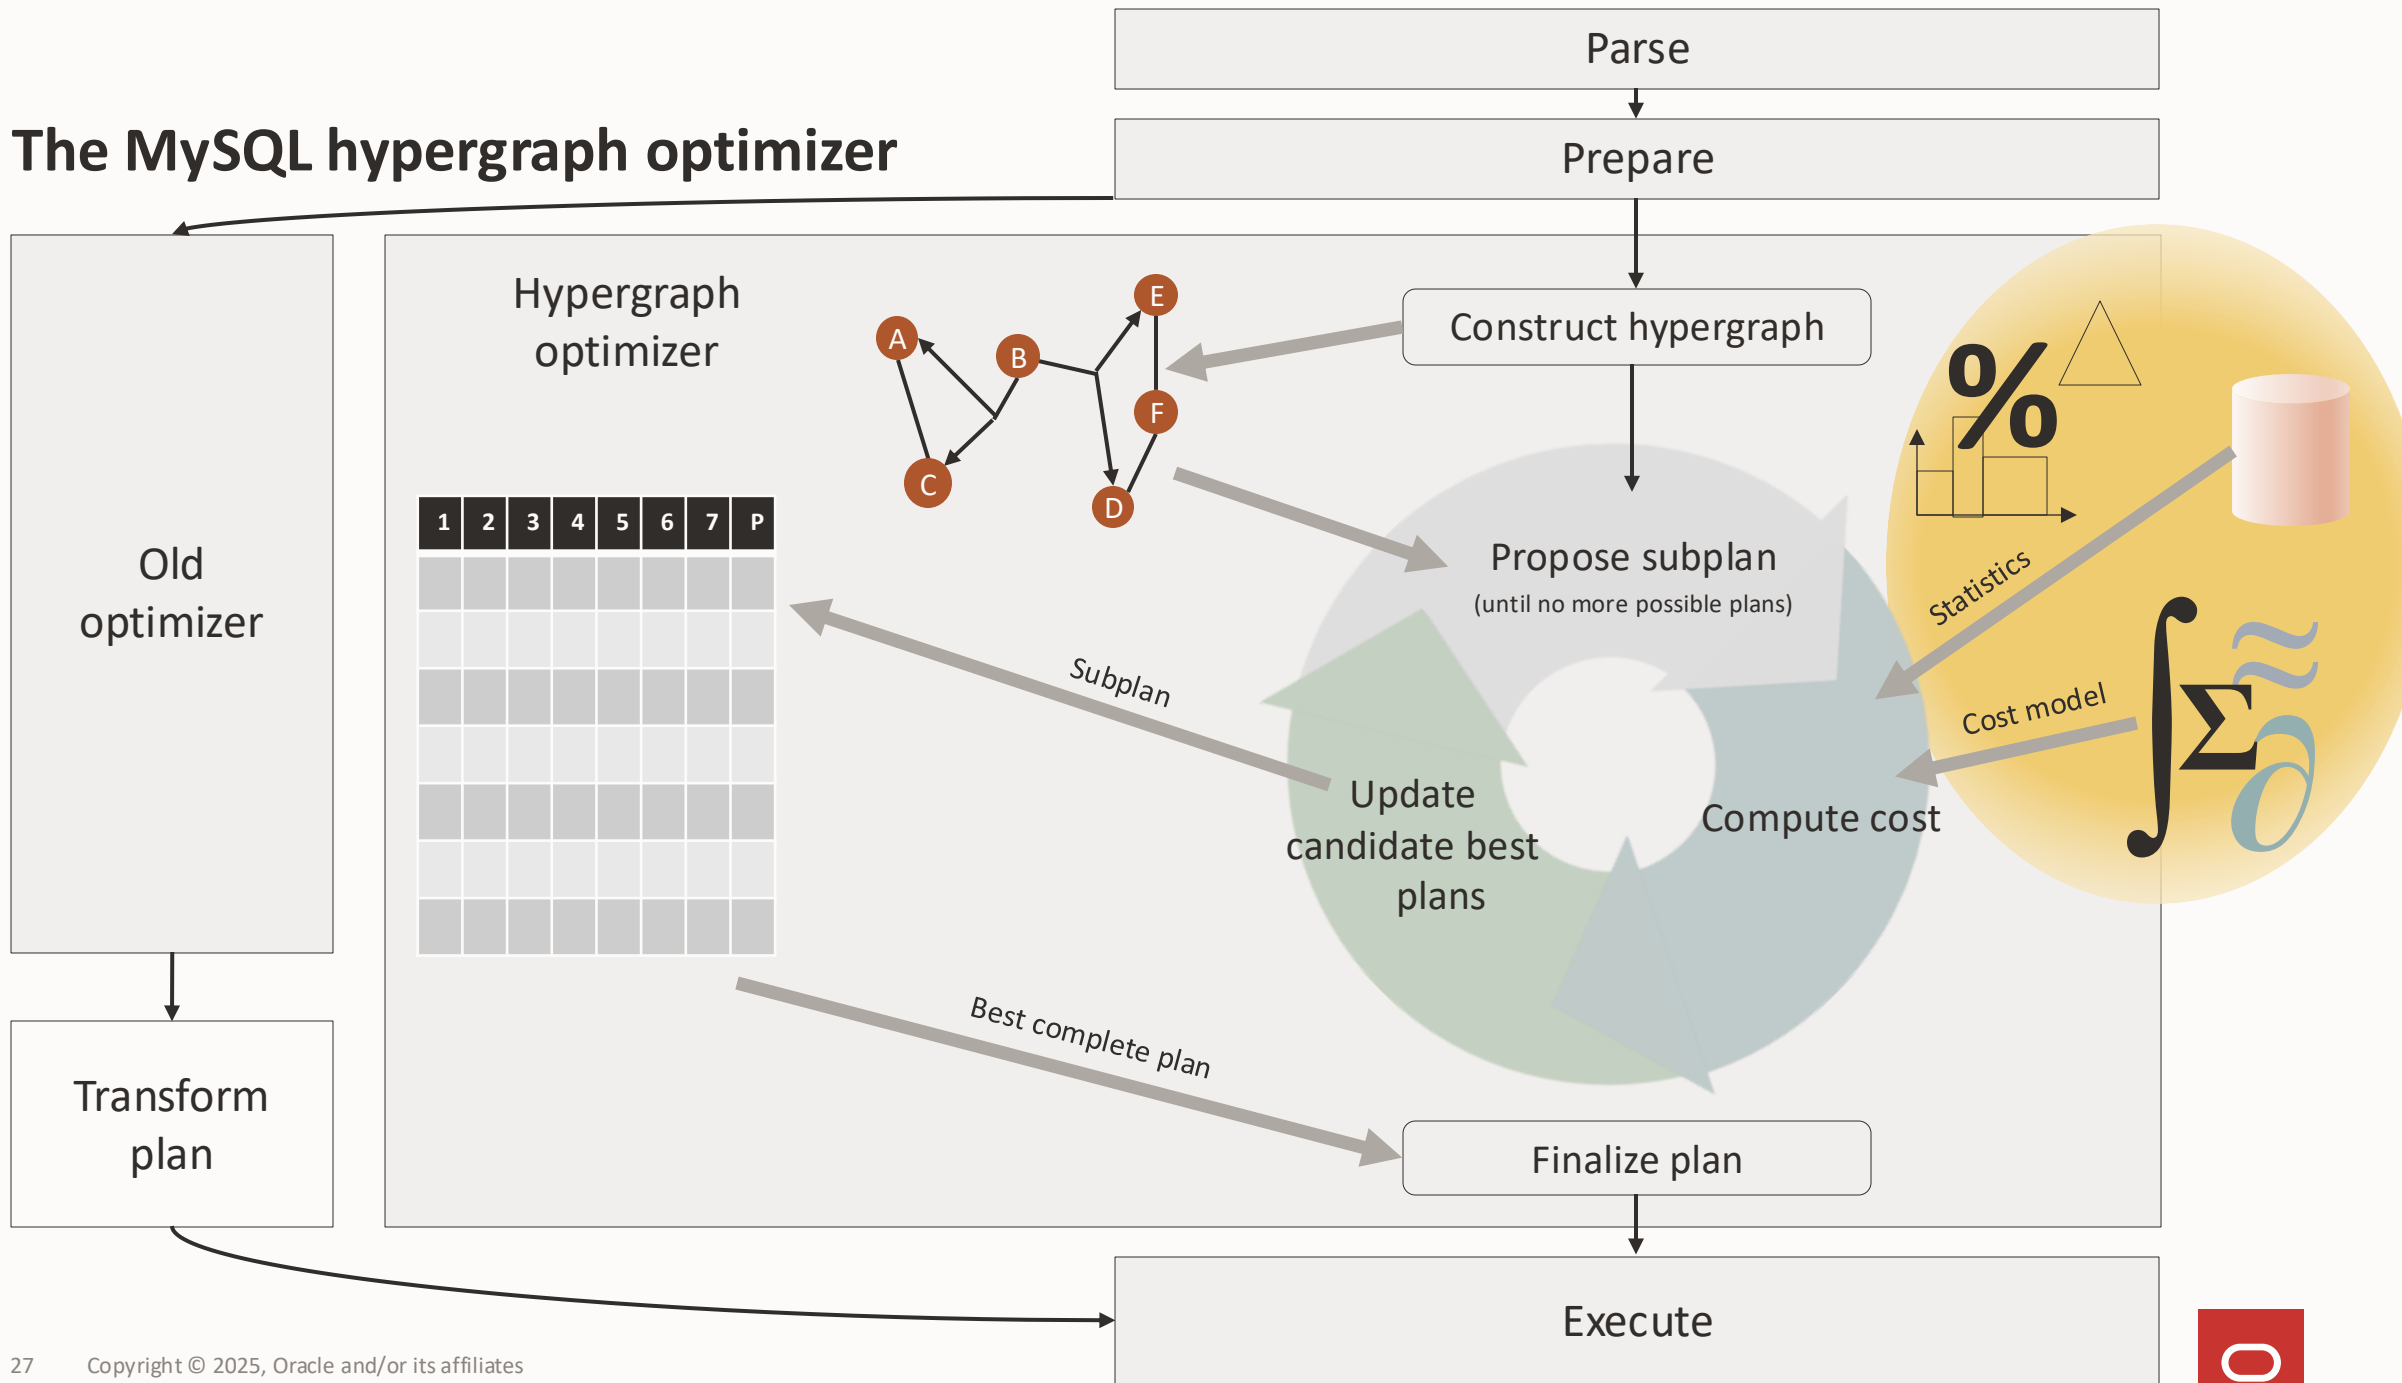 Parse
The MySQL hypergraph optimizer
Prepare
Hypergraph
optimizer
Construct hypergraph
A
B
C
E
F
D
%
1 2 3 4 5 6 7 P
Old
optimizer
Propose subplan
(until no more possible plans)
Statistics
Cost model
∫Σ≈≈∂
Subplan
Update
candidate best
plans
Compute cost
Best complete plan
Transform
plan
Finalize plan
Execute
27 Copyright © 2025, Oracle and/or its affiliates